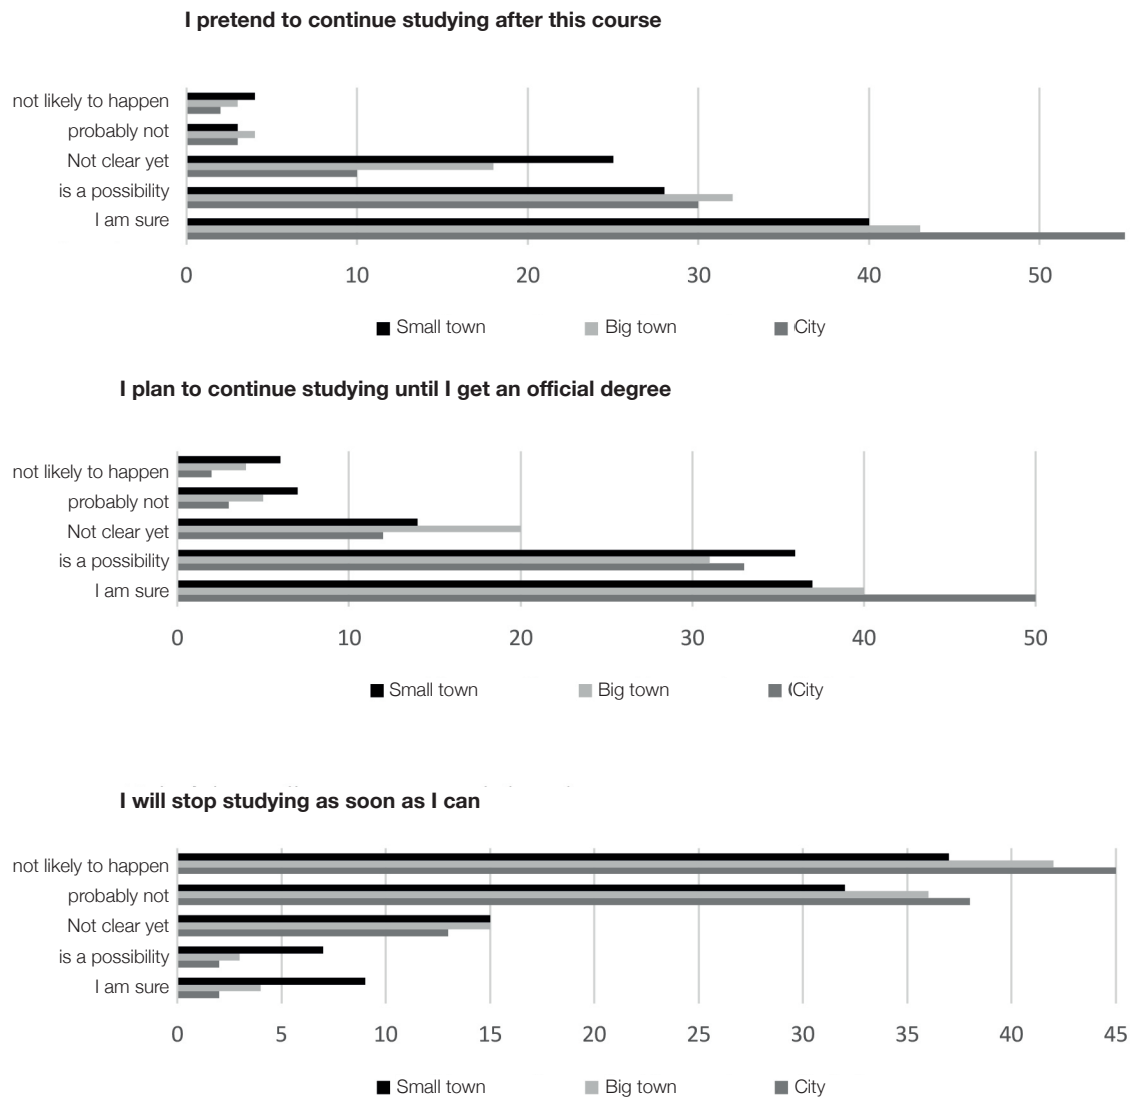 I pretend to continue studying after this course
not likely to happen
probably not
Not clear yet
is a possibility
I am sure
0 10 20 30 40 50
Small town Big town City
I plan to continue studying until I get an official degree
not likely to happen
probably not
Not clear yet
is a possibility
I am sure
0 10 20 30 40 50
Small town Big town City
I will stop studying as soon as I can
not likely to happen
probably not
Not clear yet
is a possibility
I am sure
0 5 10 15 20 25 30 35 40 45
Small town Big town City